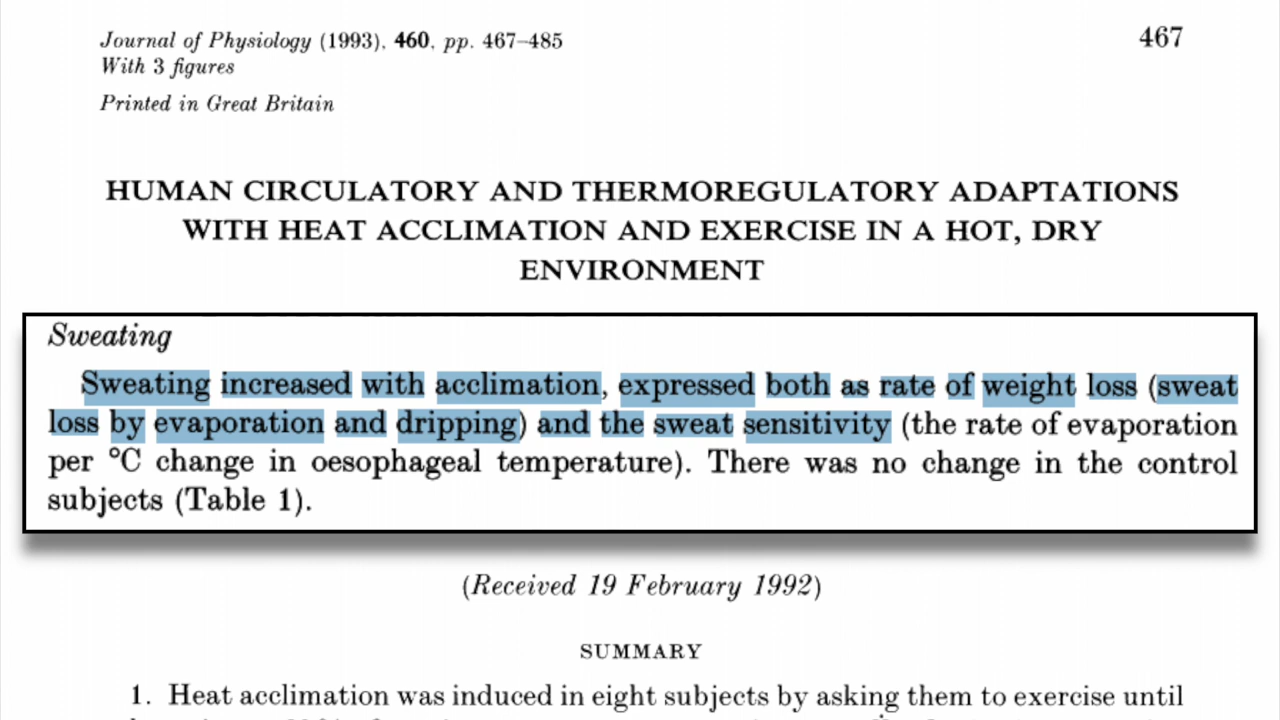 Journal of Physiology (1993), 460, pp. 467–485
467
With 3 figures
Printed in Great Britain
HUMAN CIRCULATORY AND THERMOREGULATORY ADAPTATIONS
WITH HEAT ACCLIMATION AND EXERCISE IN A HOT, DRY
ENVIRONMENT
Sweating
Sweating increased with acclimation, expressed both as rate of weight loss (sweat
loss by evaporation and dripping) and the sweat sensitivity (the rate of evaporation
per °C change in oesophageal temperature). There was no change in the control
subjects (Table 1).
(Received 19 February 1992)
SUMMARY
1. Heat acclimation was induced in eight subjects by asking them to exercise until